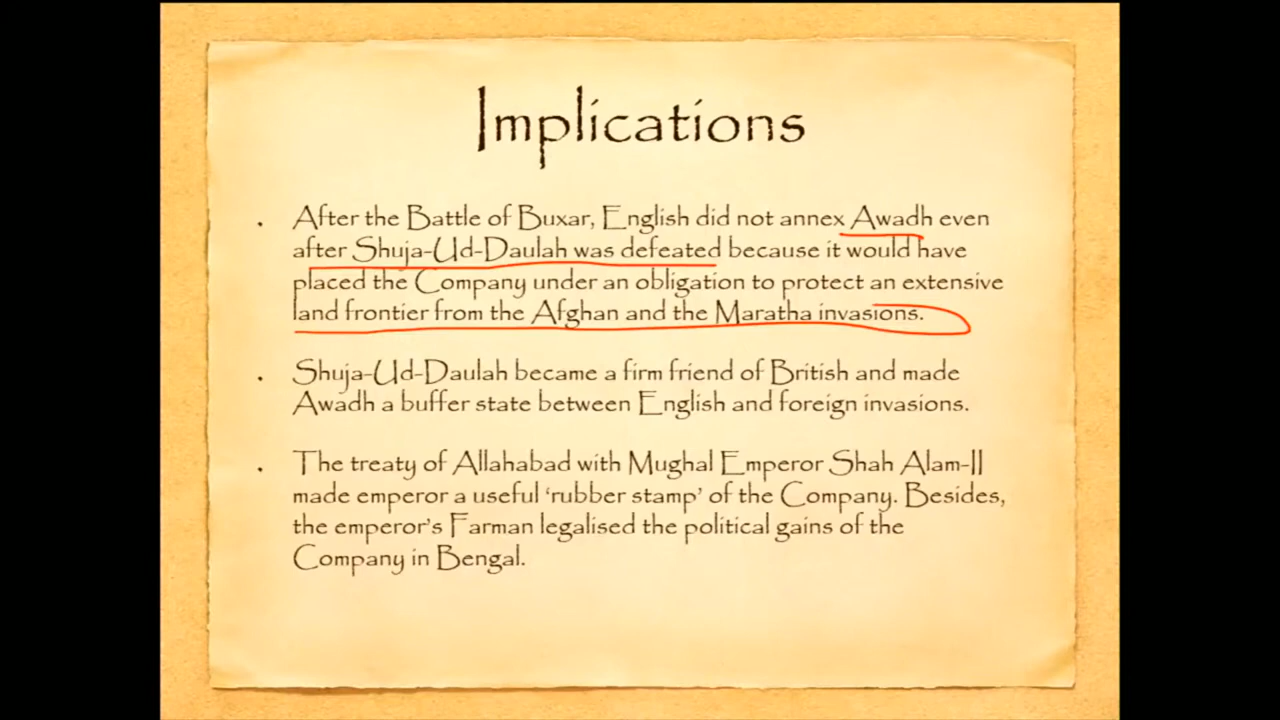 Implications
. After the Battle of Buxar, English did not annex Awadh even
after Shuja-Ud-Daulah was defeated because it would have
placed the Company under an obligation to protect an extensive
land frontier from the Afghan and the Maratha invasions.
. Shuja-Ud-Daulah became a firm friend of British and made
Awadh a buffer state between English and foreign invasions.
. The treaty of Allahabad with Mughal Emperor Shah Alam-II
made emperor a useful ‘rubber stamp’ of the Company. Besides,
the emperor’s Farman legalised the political gains of the
Company in Bengal.